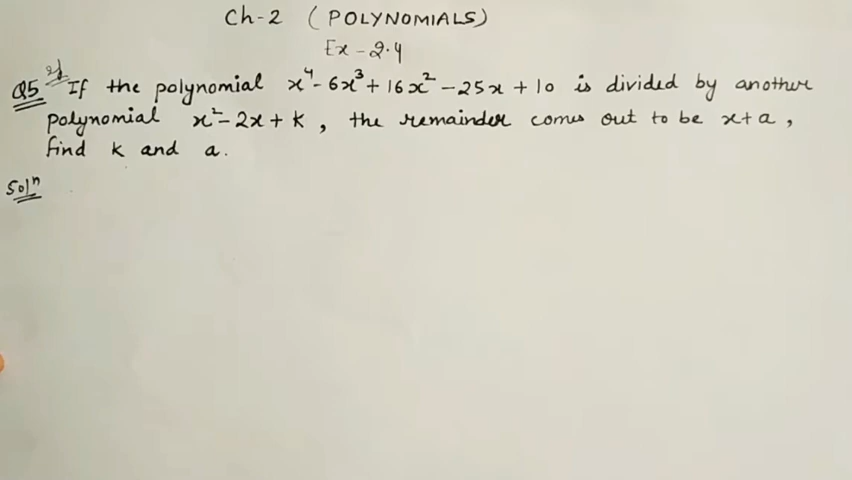 Ch-2 (POLYNOMIALS)
Ex - 2.4
Q5 If the polynomial x⁴ - 6x³ + 16x² - 25x + 10 is divided by another
polynomial x² - 2x + k, the remainder comes out to be x + a,
find k and a.
Solⁿ